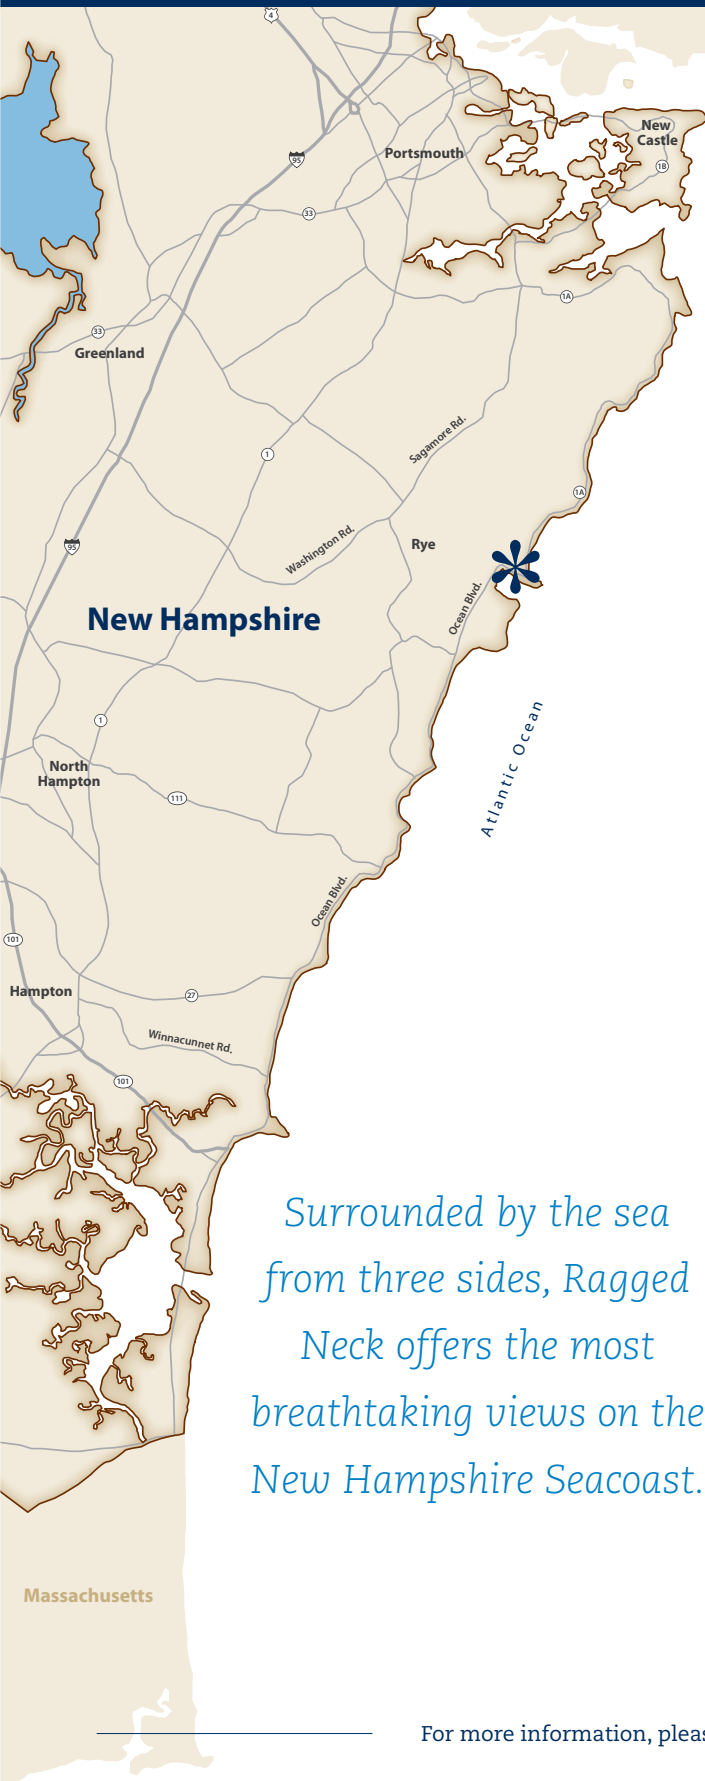 4
New
Castle
Portsmouth
95
1B
33
1A
33
Greenland
Sagamore Rd.
1
1A
Washington Rd.
Rye
95
Ocean Blvd.
New Hampshire
Atlantic Ocean
1
North
Hampton
111
Ocean Blvd.
101
Hampton
27
Winnacunnet Rd.
101
Surrounded by the sea
from three sides, Ragged
Neck offers the most
breathtaking views on the
New Hampshire Seacoast.
Massachusetts
For more information, pleas